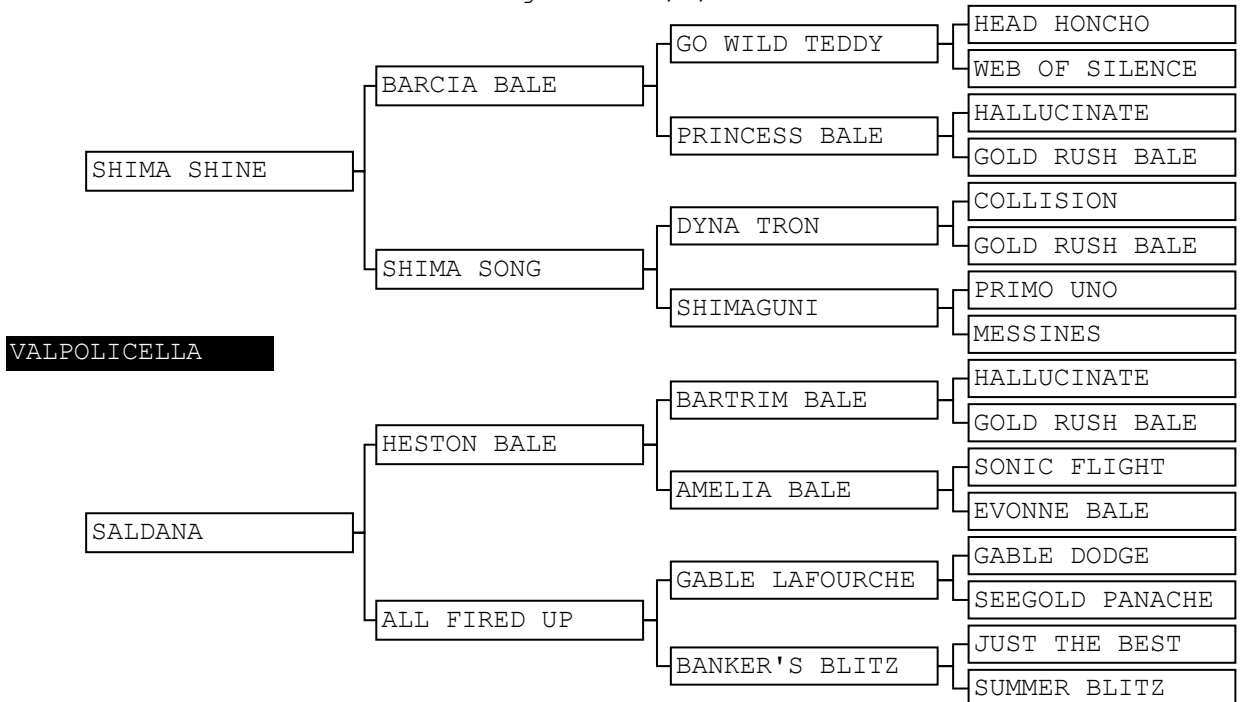 HEAD HONCHO
GO WILD TEDDY
WEB OF SILENCE
BARCIA BALE
HALLUCINATE
PRINCESS BALE
GOLD RUSH BALE
SHIMA SHINE
COLLISION
DYNA TRON
GOLD RUSH BALE
SHIMA SONG
PRIMO UNO
SHIMAGUNI
MESSINES
VALPOLICELLA
HALLUCINATE
BARTRIM BALE
GOLD RUSH BALE
HESTON BALE
SONIC FLIGHT
AMELIA BALE
EVONNE BALE
SALDANA
GABLE DODGE
GABLE LAFOURCHE
SEEGOLD PANACHE
ALL FIRED UP
JUST THE BEST
BANKER'S BLITZ
SUMMER BLITZ